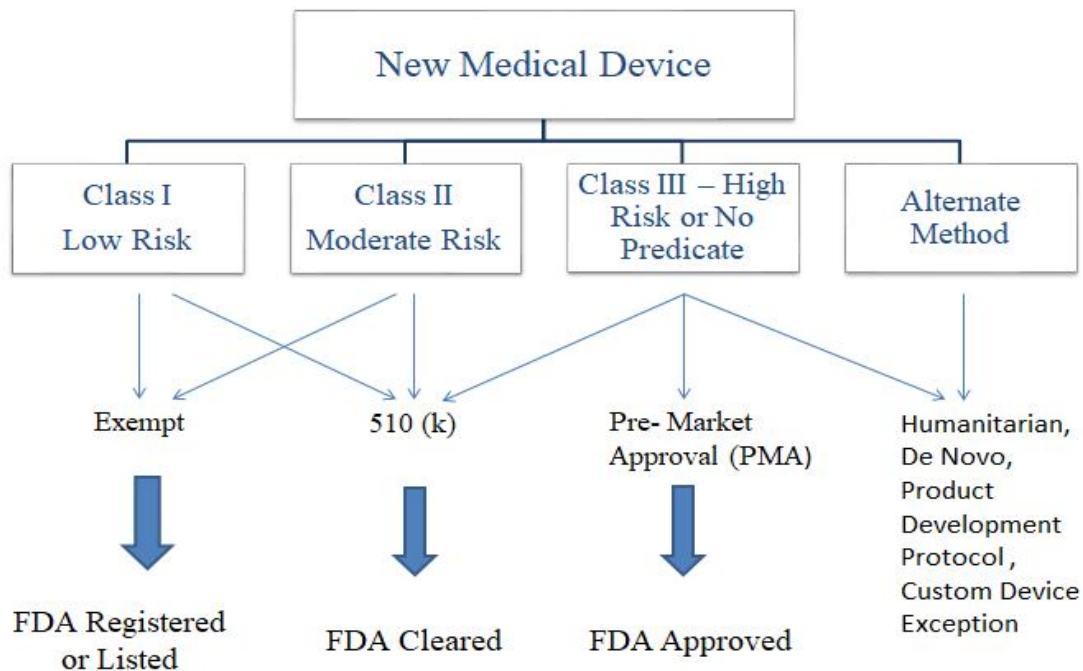 New Medical Device
Class I
Low Risk
Class II
Moderate Risk
Class III – High
Risk or No
Predicate
Alternate
Method
Exempt
510 (k)
Pre- Market
Approval (PMA)
Humanitarian,
De Novo,
Product
Development
Protocol ,
Custom Device
Exception
FDA Registered
or Listed
FDA Cleared
FDA Approved